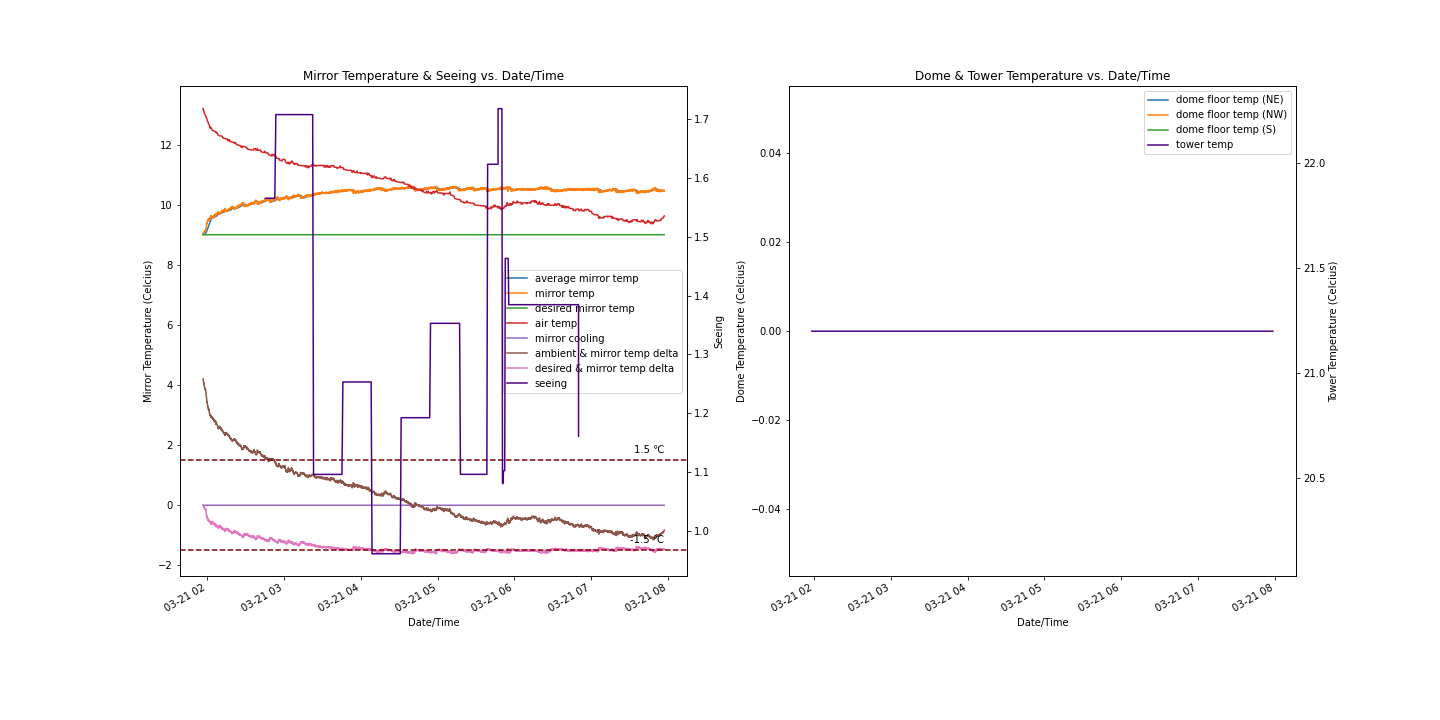 Mirror Temperature & Seeing vs. Date/Time
Mirror Temperature (Celcius)
12
10
8
6
4
2
0
−2
1.7
1.6
1.5
1.4
1.3
1.2
1.1
1.0
Seeing
average mirror temp
mirror temp
desired mirror temp
air temp
mirror cooling
ambient & mirror temp delta
desired & mirror temp delta
seeing
1.5 °C
-1.5 °C
03-21 02
03-21 03
03-21 04
03-21 05
03-21 06
03-21 07
03-21 08
Date/Time
Dome & Tower Temperature vs. Date/Time
Dome Temperature (Celcius)
0.04
0.02
0.00
−0.02
−0.04
dome floor temp (NE)
dome floor temp (NW)
dome floor temp (S)
tower temp
22.0
21.5
21.0
20.5
Tower Temperature (Celcius)
03-21 02
03-21 03
03-21 04
03-21 05
03-21 06
03-21 07
03-21 08
Date/Time